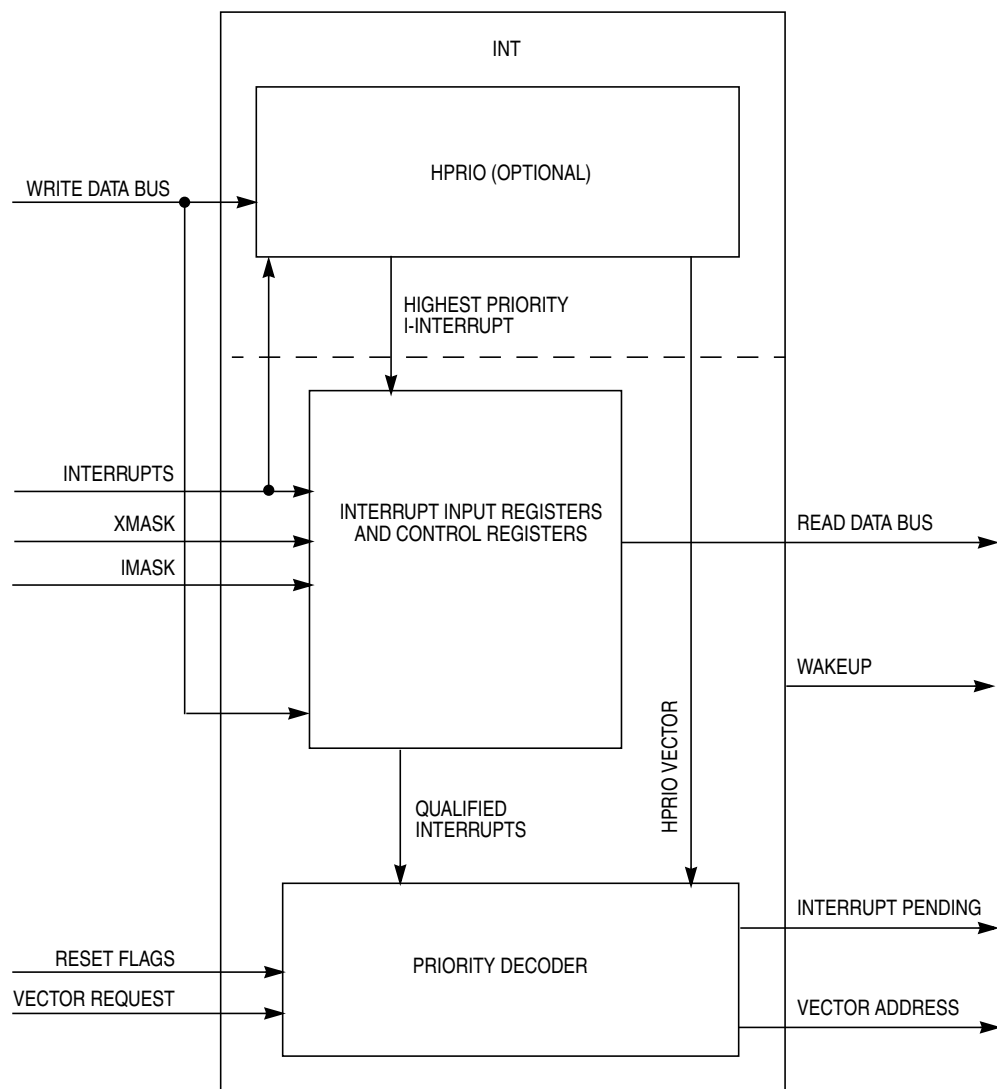 INT
HPRIO (OPTIONAL)
WRITE DATA BUS
HIGHEST PRIORITY
I-INTERRUPT
INTERRUPTS
XMASK
IMASK
INTERRUPT INPUT REGISTERS
AND CONTROL REGISTERS
READ DATA BUS
WAKEUP
HPRIO VECTOR
QUALIFIED
INTERRUPTS
INTERRUPT PENDING
RESET FLAGS
PRIORITY DECODER
VECTOR REQUEST
VECTOR ADDRESS